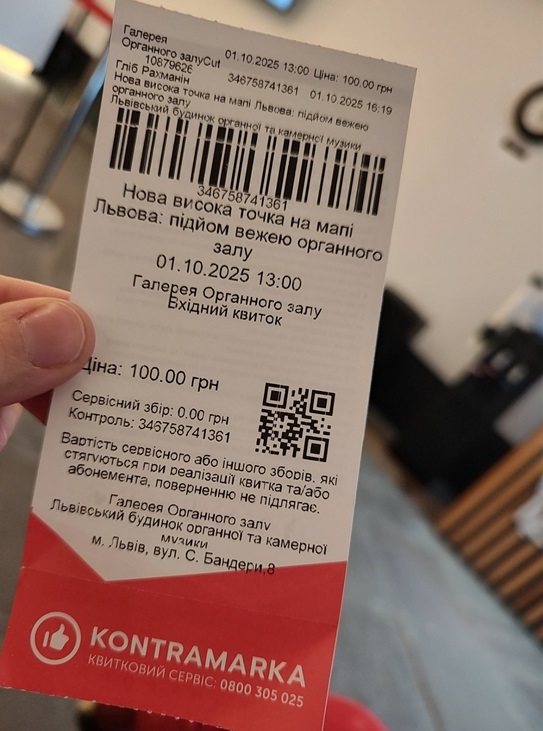 Галерея
Органного залуCut 01.10.2025 13:00 Ціна: 100.00 грн
10879626 346758741361 01.10.2025 16:19
Гліб Рахманін
Нова висока точка на мапі Львова: підйом вежею
органного залу
Львівський будинок органної та камерної музики
346758741361
Нова висока точка на мапі
Львова: підйом вежею органного
залу
01.10.2025 13:00
Галерея Органного залу
Вхідний квиток
Ціна: 100.00 грн
Сервісний збір: 0.00 грн
Контроль: 346758741361
Вартість сервісного або іншого зборів, які
стягуються при реалізації квитка та/або
абонемента, поверненню не підлягає.
Галерея Органного залу
Львівський будинок органної та камерної
музики
м. Львів, вул. С. Бандери,8
KONTRAMARKA
КВИТКОВИЙ СЕРВІС: 0800 305 025